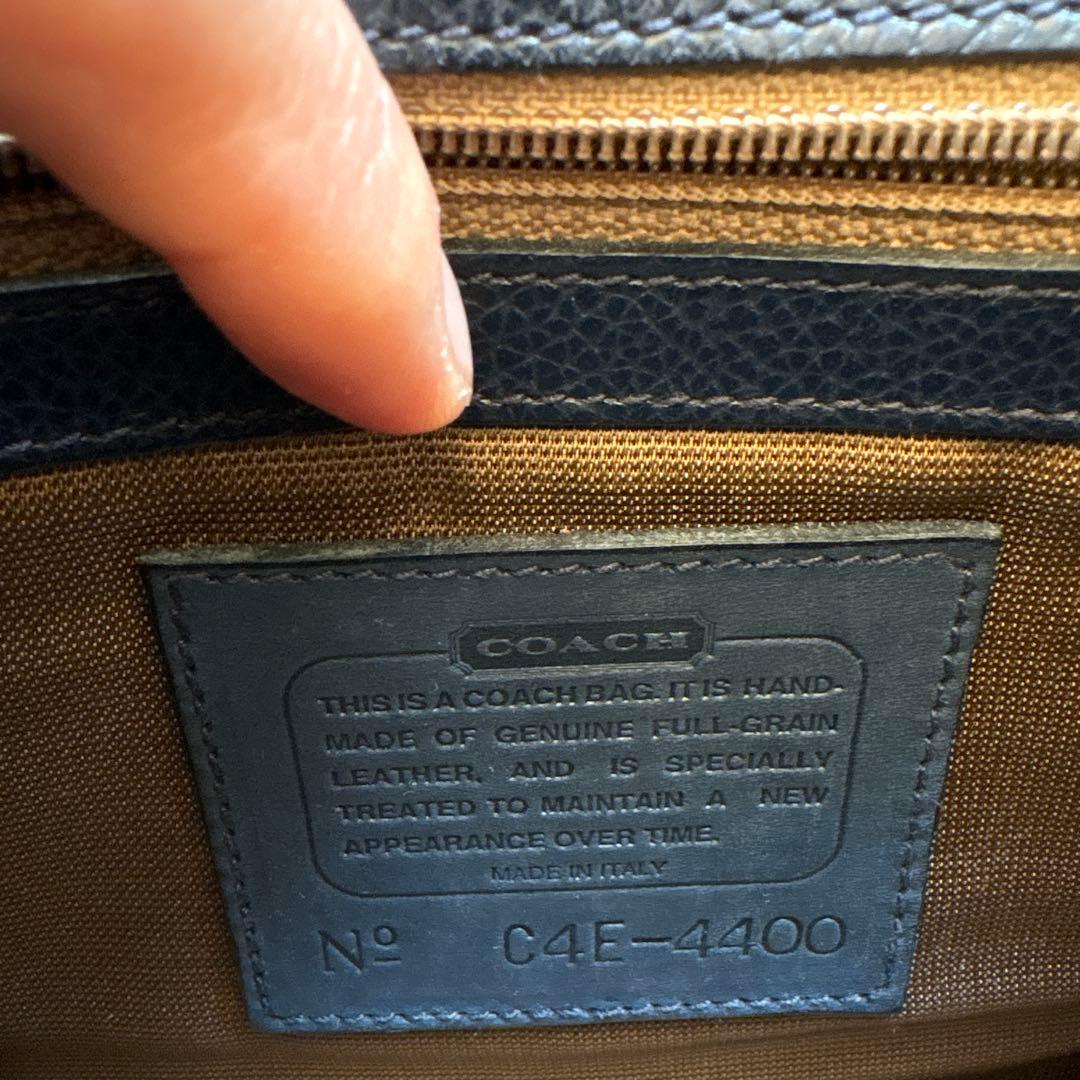 COACH
THIS IS A COACH BAG. IT IS HAND-
MADE OF GENUINE FULL-GRAIN
LEATHER, AND IS SPECIALLY
TREATED TO MAINTAIN A NEW
APPEARANCE OVER TIME.
MADE IN ITALY
Nº C4E-4400